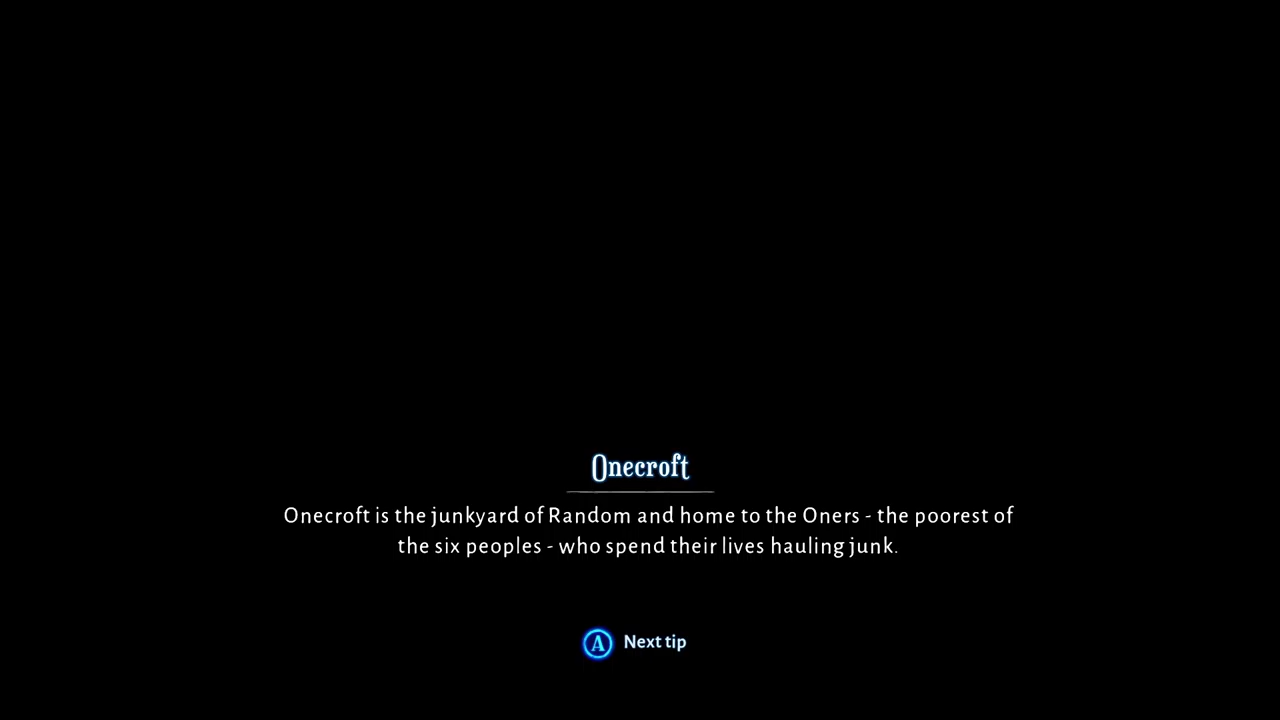 Onecroft
Onecroft is the junkyard of Random and home to the Oners - the poorest of
the six peoples - who spend their lives hauling junk.
A Next tip